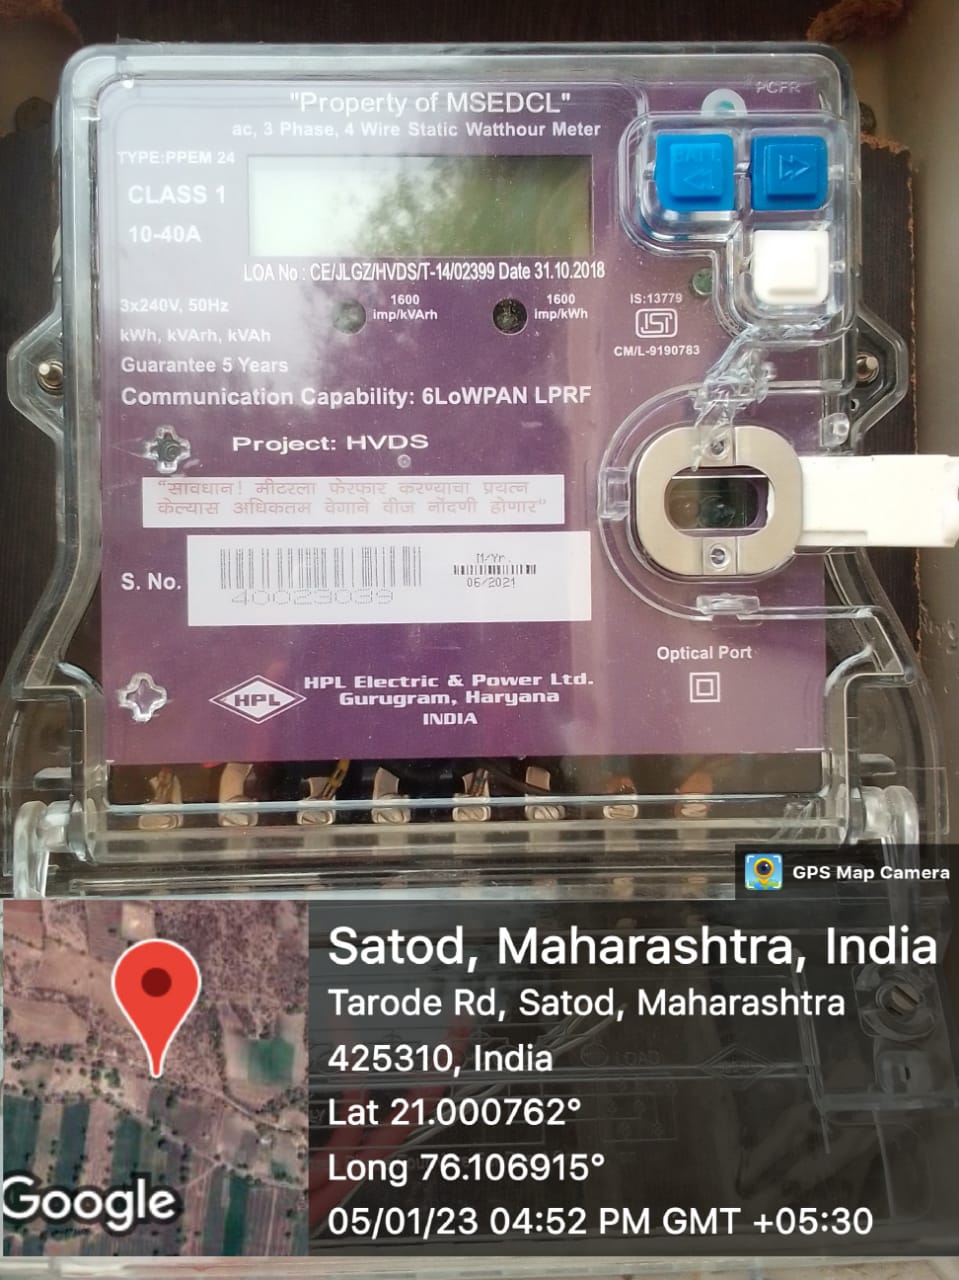 PCFR
"Property of MSEDCL"
ac, 3 Phase, 4 Wire Static Watthour Meter
TYPE:PPEM 24
BATT.
CLASS 1
10-40A
LOA No : CE/JLGZ/HVDS/T-14/02399 Date 31.10.2018
3x240V, 50Hz
1600
imp/kVArh
1600
imp/kWh
IS:13779
ISI
CM/L-9190783
kWh, kVArh, kVAh
Guarantee 5 Years
Communication Capability: 6LoWPAN LPRF
Project: HVDS
“सावधान! मीटरला फेरफार करण्याचा प्रयत्न
केल्यास अधिकतम वेगाने वीज नोंदणी होणार”
S. No.
40023039
M/Yr.
06/2021
Optical Port
HPL
HPL Electric & Power Ltd.
Gurugram, Haryana
INDIA
GPS Map Camera
Satod, Maharashtra, India
Tarode Rd, Satod, Maharashtra
425310, India
Lat 21.000762°
Long 76.106915°
05/01/23 04:52 PM GMT +05:30
Google